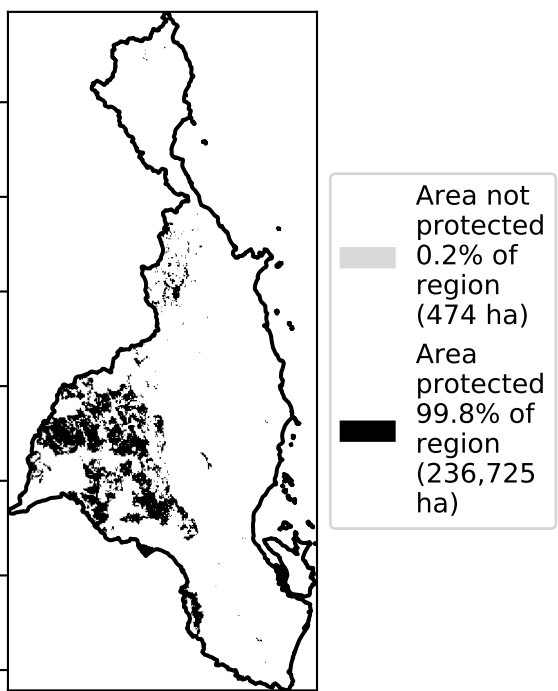 Area not
protected
0.2% of
region
(474 ha)
Area
protected
99.8% of
region
(236,725
ha)